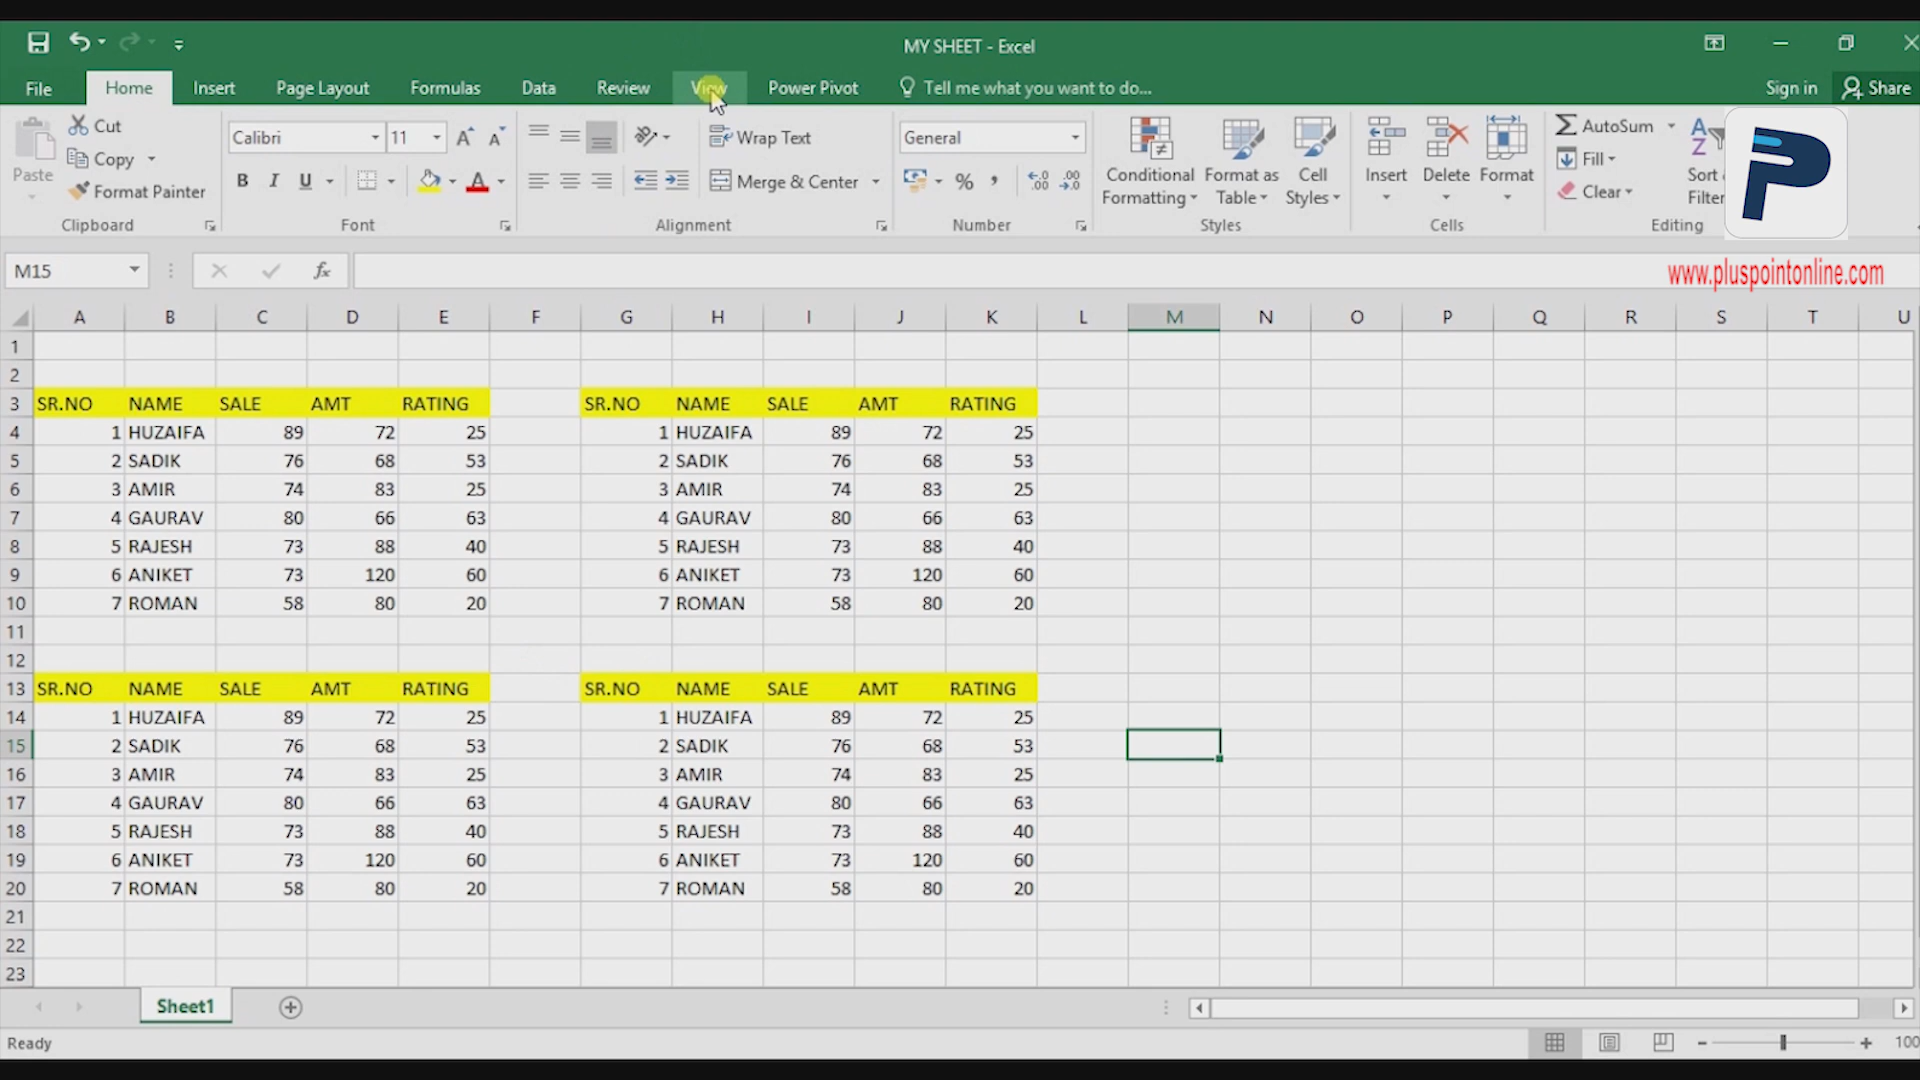 MY SHEET - Excel
File Home Insert Page Layout Formulas Data Review View Power Pivot Tell me what you want to do... Sign in Share
Paste Cut Copy Format Painter Clipboard
Calibri 11 B I U A Font
Wrap Text Merge & Center Alignment
General % , .00 Number
Conditional Formatting Format as Table Cell Styles Styles
Insert Delete Format Cells
AutoSum Fill Clear Sort Filter Editing
P
M15 fx
www.pluspointonline.com
A B C D E F G H I J K L M N O P Q R S T U
1
2
3 SR.NO NAME SALE AMT RATING SR.NO NAME SALE AMT RATING
4 1 HUZAIFA 89 72 25 1 HUZAIFA 89 72 25
5 2 SADIK 76 68 53 2 SADIK 76 68 53
6 3 AMIR 74 83 25 3 AMIR 74 83 25
7 4 GAURAV 80 66 63 4 GAURAV 80 66 63
8 5 RAJESH 73 88 40 5 RAJESH 73 88 40
9 6 ANIKET 73 120 60 6 ANIKET 73 120 60
10 7 ROMAN 58 80 20 7 ROMAN 58 80 20
11
12
13 SR.NO NAME SALE AMT RATING SR.NO NAME SALE AMT RATING
14 1 HUZAIFA 89 72 25 1 HUZAIFA 89 72 25
15 2 SADIK 76 68 53 2 SADIK 76 68 53
16 3 AMIR 74 83 25 3 AMIR 74 83 25
17 4 GAURAV 80 66 63 4 GAURAV 80 66 63
18 5 RAJESH 73 88 40 5 RAJESH 73 88 40
19 6 ANIKET 73 120 60 6 ANIKET 73 120 60
20 7 ROMAN 58 80 20 7 ROMAN 58 80 20
21
22
23
Sheet1
Ready 100